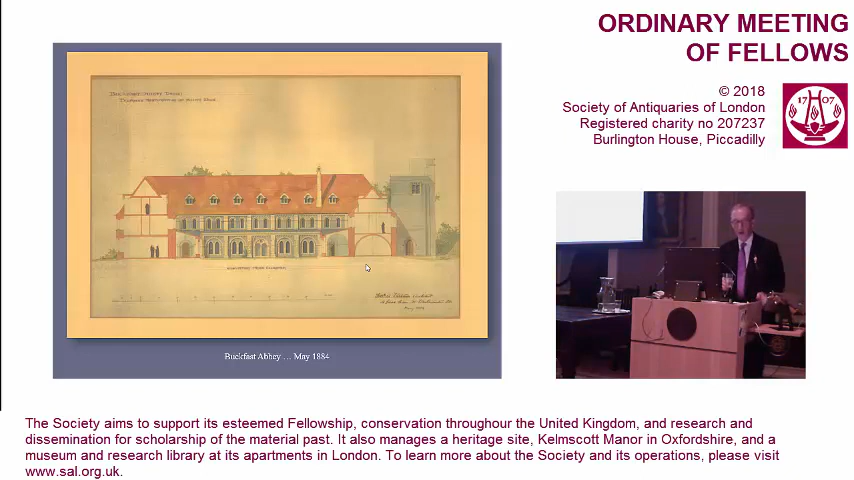 ORDINARY MEETING
OF FELLOWS
© 2018
Society of Antiquaries of London
Registered charity no 207237
Burlington House, Piccadilly
17 07
Buckfast Abbey ... May 1884
The Society aims to support its esteemed Fellowship, conservation throughour the United Kingdom, and research and
dissemination for scholarship of the material past. It also manages a heritage site, Kelmscott Manor in Oxfordshire, and a
museum and research library at its apartments in London. To learn more about the Society and its operations, please visit
www.sal.org.uk.